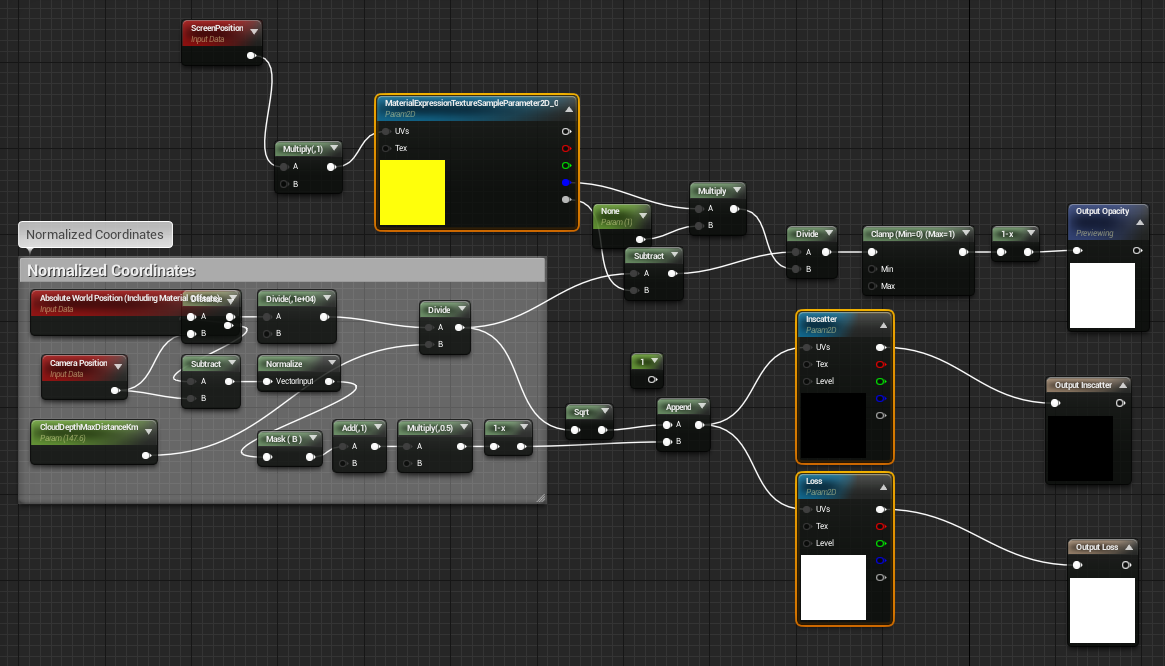 ScreenPosition
Input Data
MaterialExpressionTextureSampleParameter2D_0
Param2D
UVs
Tex
Multiply(,1)
A
B
None
Param (1)
Multiply
A
B
Subtract
A
B
Divide
A
B
Clamp (Min=0) (Max=1)
Min
Max
1-x
Output Opacity
Previewing
Normalized Coordinates
Normalized Coordinates
Absolute World Position (Including Material Offsets)
Input Data
Distance
A
B
Divide(,1e+04)
A
B
Divide
A
B
Camera Position
Input Data
Subtract
A
B
Normalize
VectorInput
CloudDepthMaxDistanceKm
Param (147.6)
Mask ( B )
Add(,1)
A
B
Multiply(,0.5)
A
B
1-x
Sqrt
1
Append
A
B
Inscatter
Param2D
UVs
Tex
Level
Output Inscatter
Loss
Param2D
UVs
Tex
Level
Output Loss